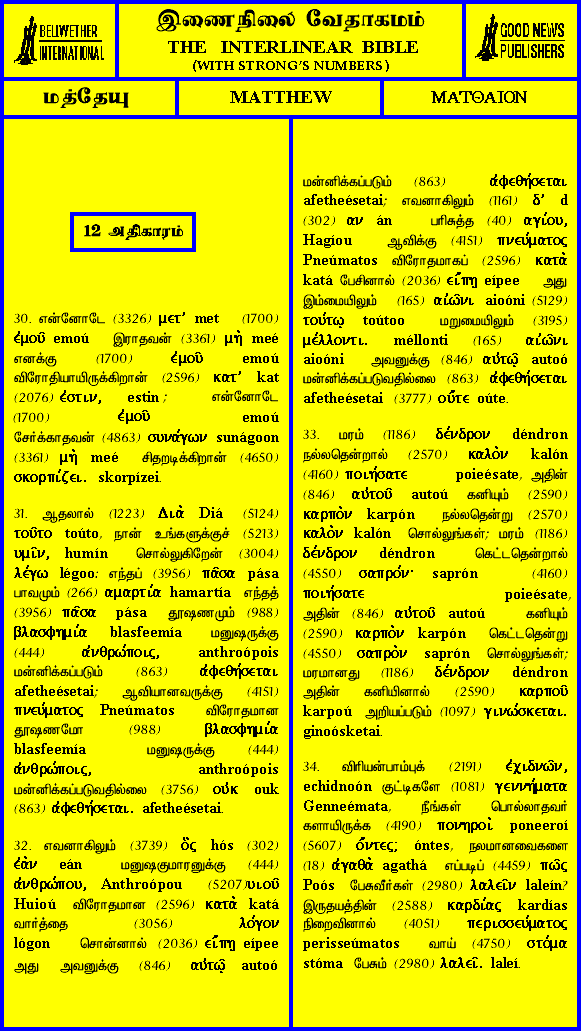 BELLWETHER
INTERNATIONAL
இணைநிலை வேதாகமம்
THE INTERLINEAR BIBLE
(WITH STRONG'S NUMBERS)
GOOD NEWS
PUBLISHERS
மத்தேயு
MATTHEW
ΜΑΤΘΑΙΟΝ
12 அதிகாரம்
30. என்னோடே (3326) μετ’ met (1700)
ἐμοῦ emoú இராதவன் (3361) μὴ meé
எனக்கு (1700) ἐμοῦ emoú
விரோதியாயிருக்கிறான் (2596) κατ’ kat
(2076) ἐστιν, estin ; என்னோடே
(1700) ἐμοῦ emoú
சேர்க்காதவன் (4863) συνάγων sunágoon
(3361) μὴ meé சிதறடிக்கிறான் (4650)
σκορπίζει.. skorpízei.
31. ஆதலால் (1223) Διὰ Diá (5124)
τοῦτο toúto, நான் உங்களுக்குச் (5213)
υμῖν, humín சொல்லுகிறேன் (3004)
λέγω légoo: எந்தப் (3956) πᾶσα pása
பாவமும் (266) αμαρτία hamartía எந்தத்
(3956) πᾶσα pása தூஷணமும் (988)
βλασφημία blasfeemía மனுஷருக்கு
(444) ἀνθρώποις, anthroópois
மன்னிக்கப்படும் (863) ἀφεθήσεται
afetheésetai; ஆவியானவருக்கு (4151)
πνεύματος Pneúmatos விரோதமான
தூஷணமோ (988) βλασφημία
blasfeemía மனுஷருக்கு (444)
ἀνθρώποις, anthroópois
மன்னிக்கப்படுவதில்லை (3756) οὐκ ouk
(863) ἀφεθήσεται.. afetheésetai.
32. எவனாகிலும் (3739) ὃς hós (302)
ἐὰν eán மனுஷகுமாரனுக்கு (444)
ἀνθρώπου, Anthroópou (5207)υιοῦ
Huioú விரோதமான (2596) κατὰ katá
வார்த்தை (3056) λόγον
lógon சொன்னால் (2036) εἴπῃ eípee
அது அவனுக்கு (846) αὐτῷ autoó
மன்னிக்கப்படும் (863) ἀφεθήσεται
afetheésetai; எவனாகிலும் (1161) δ’ d
(302) αν án பரிசுத்த (40) αγίου,
Hagíou ஆவிக்கு (4151) πνεύματος
Pneúmatos விரோதமாகப் (2596) κατὰ
katá பேசினால் (2036) εἴπῃ eípee அது
இம்மையிலும் (165) αἰῶνι aioóni (5129)
τούτῳ toútoo மறுமையிலும் (3195)
μέλλοντι.. méllonti (165) αἰῶνι
aioóni அவனுக்கு (846) αὐτῷ autoó
மன்னிக்கப்படுவதில்லை (863) ἀφεθήσεται
afetheésetai (3777) οὔτε oúte.
33. மரம் (1186) δένδρον déndron
நல்லதென்றால் (2570) καλὸν kalón
(4160) ποιήσατε poieésate, அதின்
(846) αὐτοῦ autoú கனியும் (2590)
καρπὸν karpón நல்லதென்று (2570)
καλὸν kalón சொல்லுங்கள்; மரம் (1186)
δένδρον déndron கெட்டதென்றால்
(4550) σαπρόν· saprón (4160)
ποιήσατε poieésate,
அதின் (846) αὐτοῦ autoú கனியும்
(2590) καρπὸν karpón கெட்டதென்று
(4550) σαπρὸν saprón சொல்லுங்கள்;
மரமானது (1186) δένδρον déndron
அதின் கனியினால் (2590) καρποῦ
karpoú அறியப்படும் (1097) γινώσκεται..
ginoósketai.
34. விரியன்பாம்புக் (2191) ἐχιδνῶν,
echidnoón குட்டிகளே (1081) γεννήματα
Genneémata, நீங்கள் பொல்லாதவர்
களாயிருக்க (4190) πονηροὶ poneeroí
(5607) ὄντες; óntes, நலமானவைகளை
(18) ἀγαθὰ agathá எப்படிப் (4459) πῶς
Poós பேசுவீர்கள் (2980) λαλεῖν laleín?
இருதயத்தின் (2588) καρδίας kardías
நிறைவினால் (4051) περισσεύματος
perisseúmatos வாய் (4750) στόμα
stóma பேசும் (2980) λαλεῖ. laleí.